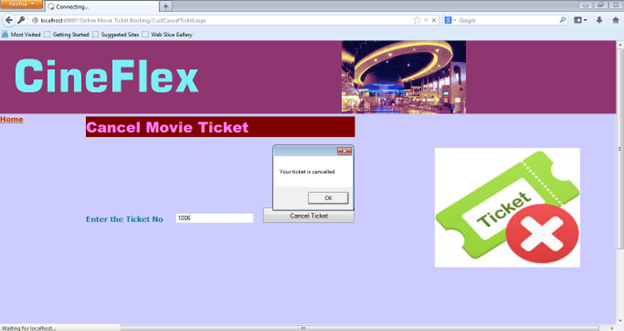 Firefox
Connecting...
localhost:49697/Online Movie Ticket Booking/CustCancelTicket.aspx
Google
Most Visited
Getting Started
Suggested Sites
Web Slice Gallery
CineFlex
Home
Cancel Movie Ticket
Your ticket is cancelled
OK
Ticket
Enter the Ticket No
1006
Cancel Ticket
Waiting for localhost...